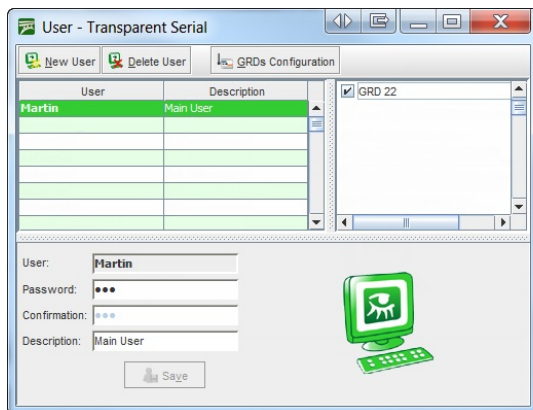 User - Transparent Serial
New User Delete User GRDs Configuration
User Description
Martin Main User
GRD 22
User: Martin
Password: •••
Confirmation: •••
Description: Main User
Save